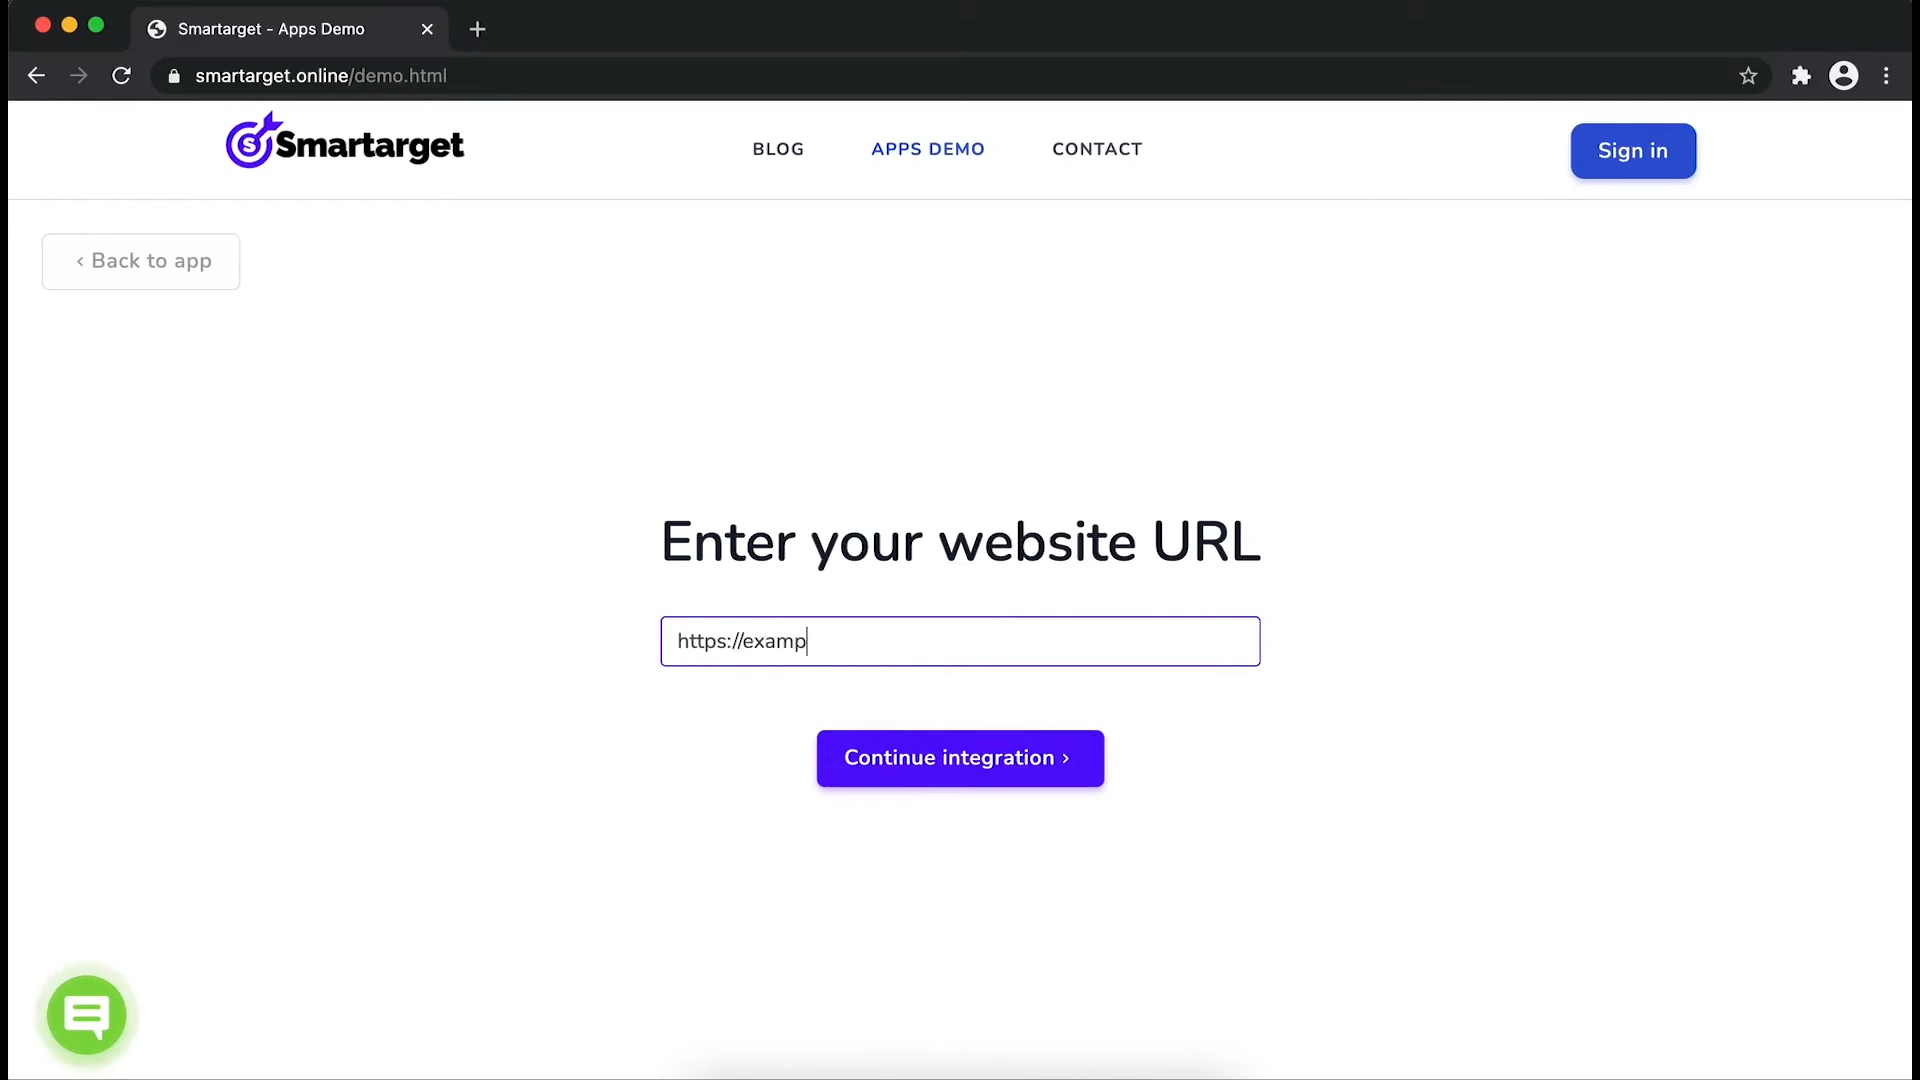 Smartarget - Apps Demo
smartarget.online/demo.html
Smartarget
BLOG
APPS DEMO
CONTACT
Sign in
‹ Back to app
Enter your website URL
https://examp
Continue integration ›